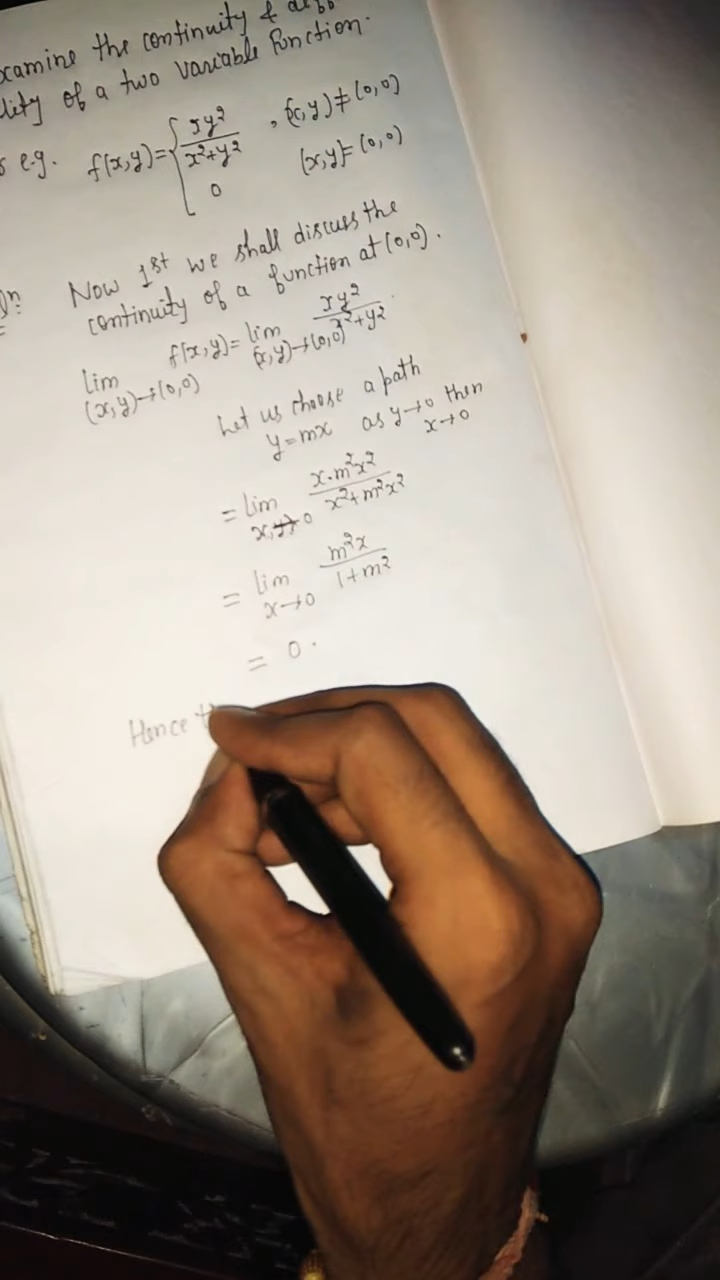 xamine the continuity &
lity of a two variable function.
e.g. f(x,y)= { xy²/x²+y² , (x,y)≠(0,0)
0 (x,y)=(0,0)
Now 1st we shall discuss the
continuity of a function at (0,0).
lim (x,y)→(0,0) f(x,y) = lim (x,y)→(0,0) xy²/x²+y²
Let us choose a path
y=mx as y→0 then x→0
= lim x→0 x·m²x²/x²+m²x²
= lim x→0 m²x/1+m²
= 0.
Hence